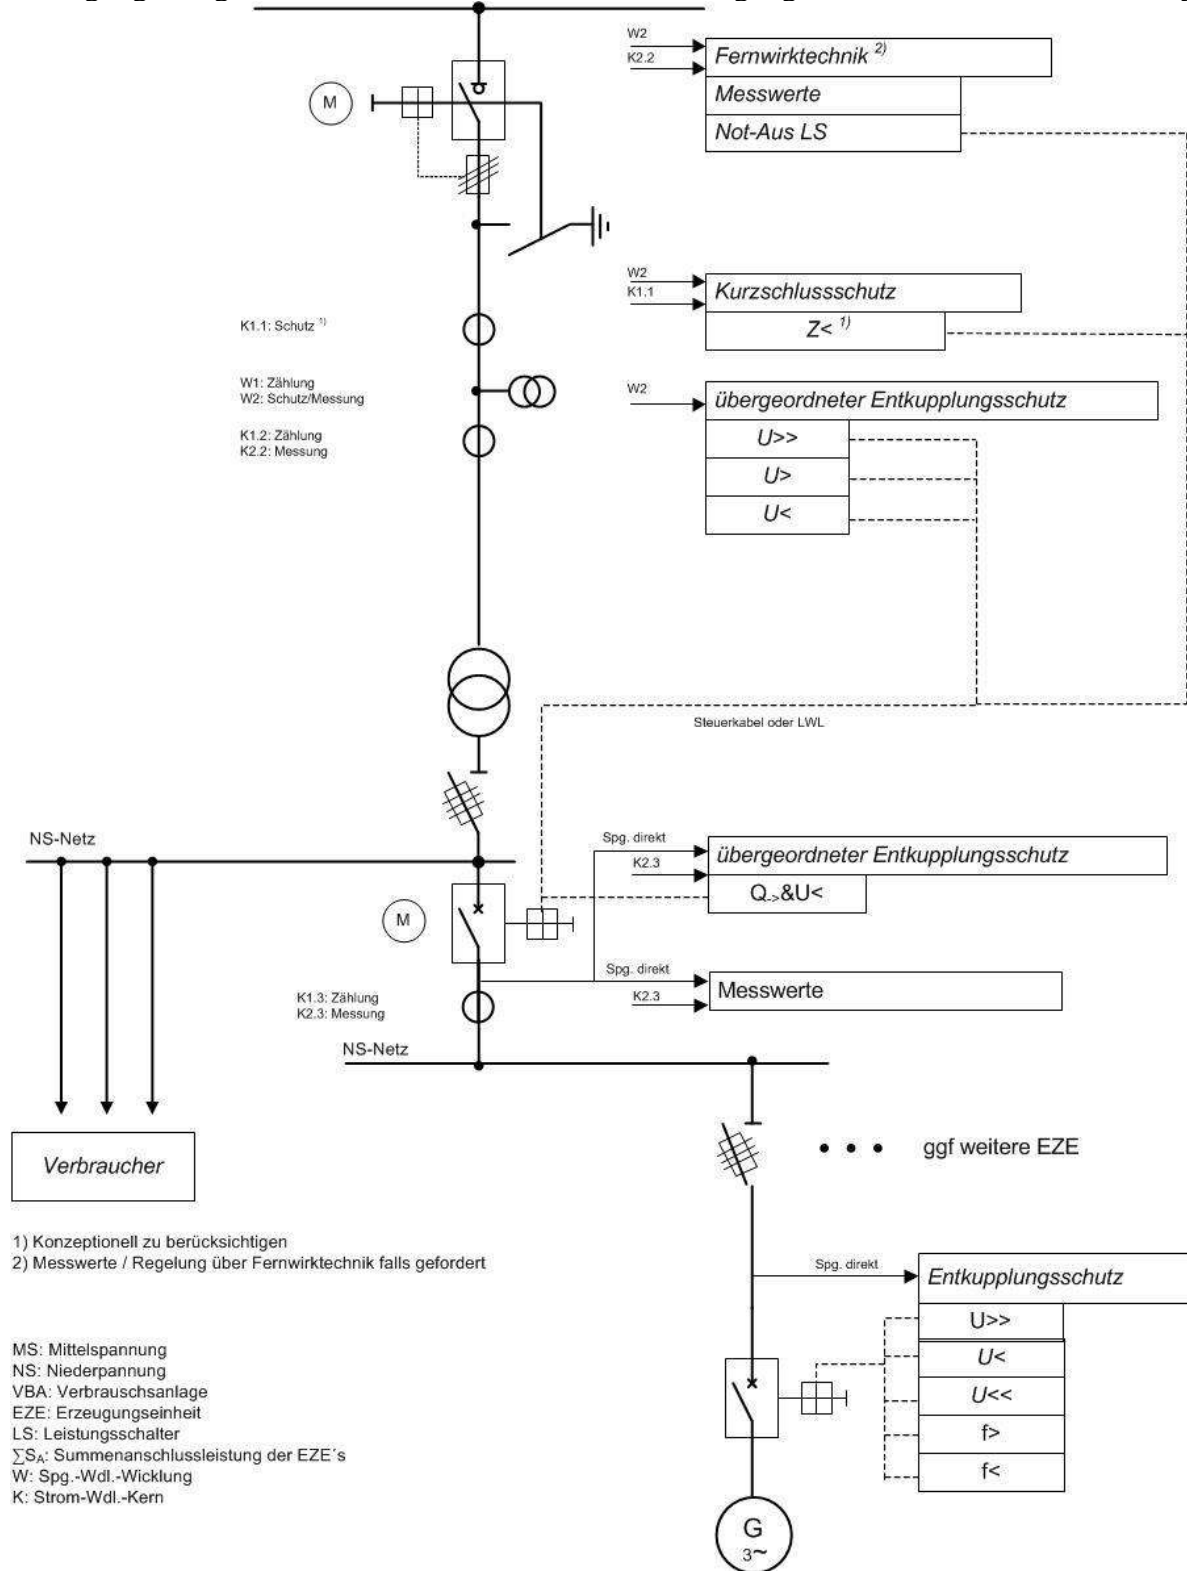 W2
K2.2
Fernwirktechnik 2)
Messwerte
Not-Aus LS
M
W2
K1.1
Kurzschlussschutz
Z< 1)
K1.1: Schutz 1)
W1: Zählung
W2: Schutz/Messung
K1.2: Zählung
K2.2: Messung
W2
übergeordneter Entkupplungsschutz
U>>
U>
U<
Steuerkabel oder LWL
NS-Netz
Spg. direkt
K2.3
übergeordneter Entkupplungsschutz
Q->&U<
M
Spg. direkt
K2.3
Messwerte
K1.3: Zählung
K2.3: Messung
NS-Netz
Verbraucher
ggf weitere EZE
1) Konzeptionell zu berücksichtigen
2) Messwerte / Regelung über Fernwirktechnik falls gefordert
Spg. direkt
Entkupplungsschutz
U>>
U<
U<<
f>
f<
MS: Mittelspannung
NS: Niederpannung
VBA: Verbrauschsanlage
EZE: Erzeugungseinheit
LS: Leistungsschalter
∑SA: Summenanschlussleistung der EZE´s
W: Spg.-Wdl.-Wicklung
K: Strom-Wdl.-Kern
G
3~